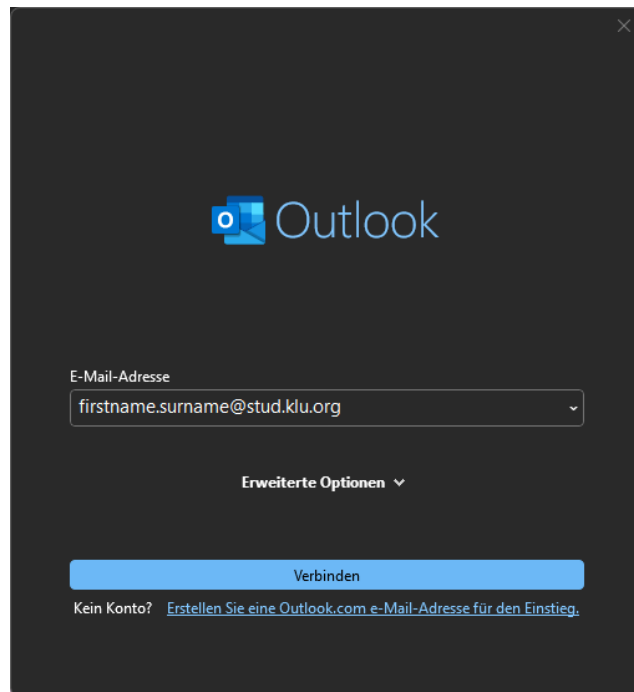 Outlook
E-Mail-Adresse
firstname.surname@stud.klu.org
Erweiterte Optionen
Verbinden
Kein Konto? Erstellen Sie eine Outlook.com e-Mail-Adresse für den Einstieg.